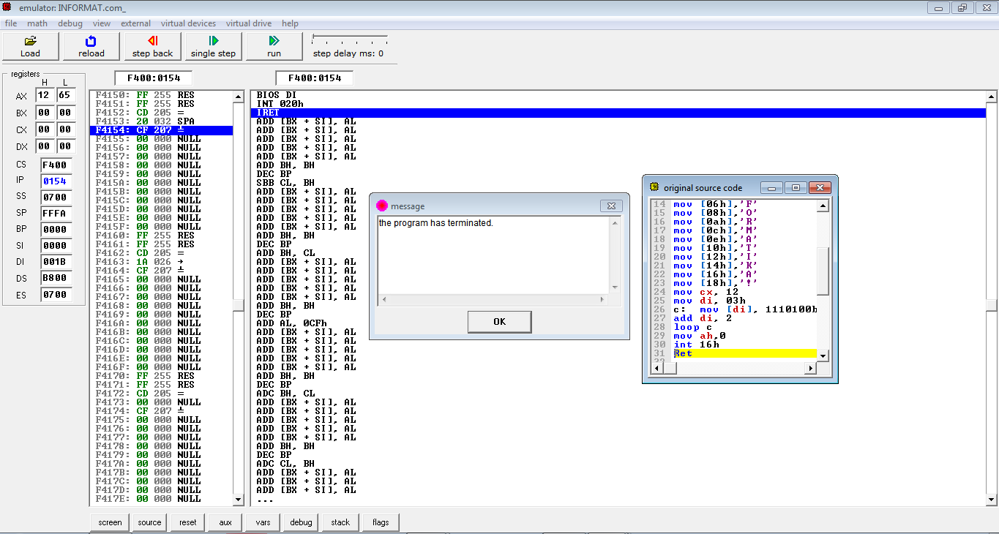 emulator: INFORMAT.com_
file math debug view external virtual devices virtual drive help
Load reload step back single step run step delay ms: 0
registers
F400:0154 F400:0154
H L
AX 12 65
BX 00 00
CX 00 00
DX 00 00
CS F400
IP 0154
SS 0700
SP FFFA
BP 0000
SI 0000
DI 001B
DS B800
ES 0700
F4150: FF 255 RES
F4151: FF 255 RES
F4152: CD 205 =
F4153: 20 032 SPA
F4154: CF 207 ╧
F4155: 00 000 NULL
F4156: 00 000 NULL
F4157: 00 000 NULL
F4158: 00 000 NULL
F4159: 00 000 NULL
F415A: 00 000 NULL
F415B: 00 000 NULL
F415C: 00 000 NULL
F415D: 00 000 NULL
F415E: 00 000 NULL
F415F: 00 000 NULL
F4160: FF 255 RES
F4161: FF 255 RES
F4162: CD 205 =
F4163: 1A 026 →
F4164: CF 207 ╧
F4165: 00 000 NULL
F4166: 00 000 NULL
F4167: 00 000 NULL
F4168: 00 000 NULL
F4169: 00 000 NULL
F416A: 00 000 NULL
F416B: 00 000 NULL
F416C: 00 000 NULL
F416D: 00 000 NULL
F416E: 00 000 NULL
F416F: 00 000 NULL
F4170: FF 255 RES
F4171: FF 255 RES
F4172: CD 205 =
F4173: 00 000 NULL
F4174: CF 207 ╧
F4175: 00 000 NULL
F4176: 00 000 NULL
F4177: 00 000 NULL
F4178: 00 000 NULL
F4179: 00 000 NULL
F417A: 00 000 NULL
F417B: 00 000 NULL
F417C: 00 000 NULL
F417D: 00 000 NULL
F417E: 00 000 NULL
BIOS DI
INT 020h
IRET
ADD [BX + SI], AL
ADD [BX + SI], AL
ADD [BX + SI], AL
ADD [BX + SI], AL
ADD [BX + SI], AL
ADD BH, BH
DEC BP
SBB CL, BH
ADD [BX + SI], AL
ADD [BX + SI], AL
ADD [BX + SI], AL
ADD [BX + SI], AL
ADD [BX + SI], AL
ADD BH, BH
DEC BP
ADD BH, CL
ADD [BX + SI], AL
ADD [BX + SI], AL
ADD [BX + SI], AL
ADD [BX + SI], AL
ADD [BX + SI], AL
ADD BH, BH
DEC BP
ADD AL, 0CFh
ADD [BX + SI], AL
ADD [BX + SI], AL
ADD [BX + SI], AL
ADD [BX + SI], AL
ADD [BX + SI], AL
ADD BH, BH
DEC BP
ADC BH, CL
ADD [BX + SI], AL
ADD [BX + SI], AL
ADD [BX + SI], AL
ADD [BX + SI], AL
ADD [BX + SI], AL
ADD BH, BH
DEC BP
ADC CL, BH
ADD [BX + SI], AL
ADD [BX + SI], AL
ADD [BX + SI], AL
...
message
the program has terminated.
OK
original source code
14 mov [06h],'F'
15 mov [08h],'O'
16 mov [0ah],'R'
17 mov [0ch],'M'
18 mov [0eh],'A'
19 mov [10h],'T'
20 mov [12h],'I'
21 mov [14h],'K'
22 mov [16h],'A'
23 mov [18h],'!'
24 mov cx, 12
25 mov di, 03h
26 c: mov [di], 1110100b
27 add di, 2
28 loop c
29 mov ah,0
30 int 16h
31 Ret
screen source reset aux vars debug stack flags